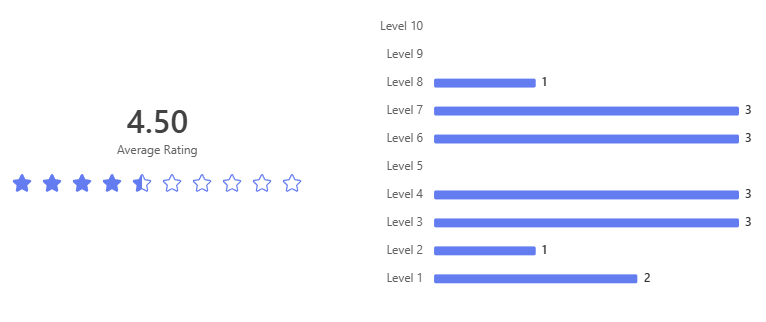 4.50
Average Rating
Level 10
Level 9
Level 8 1
Level 7 3
Level 6 3
Level 5
Level 4 3
Level 3 3
Level 2 1
Level 1 2